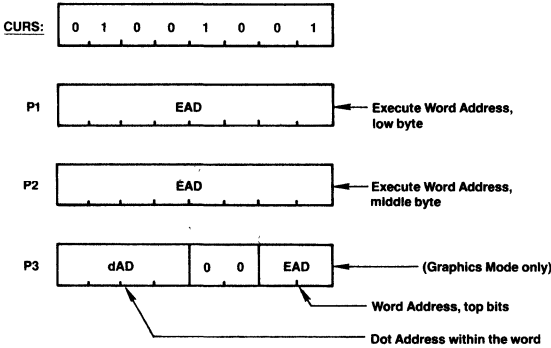 CURS: 0 1 0 0 1 0 0 1
P1 EAD Execute Word Address,
low byte
P2 EAD Execute Word Address,
middle byte
P3 dAD 0 0 EAD (Graphics Mode only)
Word Address, top bits
Dot Address within the word